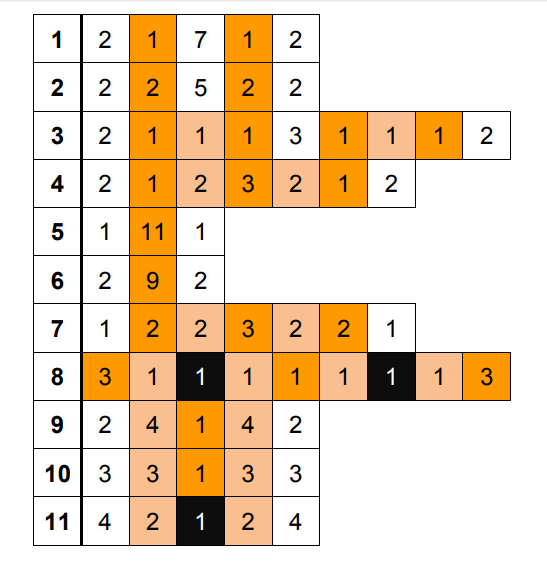 1 2 1 7 1 2
2 2 2 5 2 2
3 2 1 1 1 3 1 1 1 2
4 2 1 2 3 2 1 2
5 1 11 1
6 2 9 2
7 1 2 2 3 2 2 1
8 3 1 1 1 1 1 1 1 3
9 2 4 1 4 2
10 3 3 1 3 3
11 4 2 1 2 4